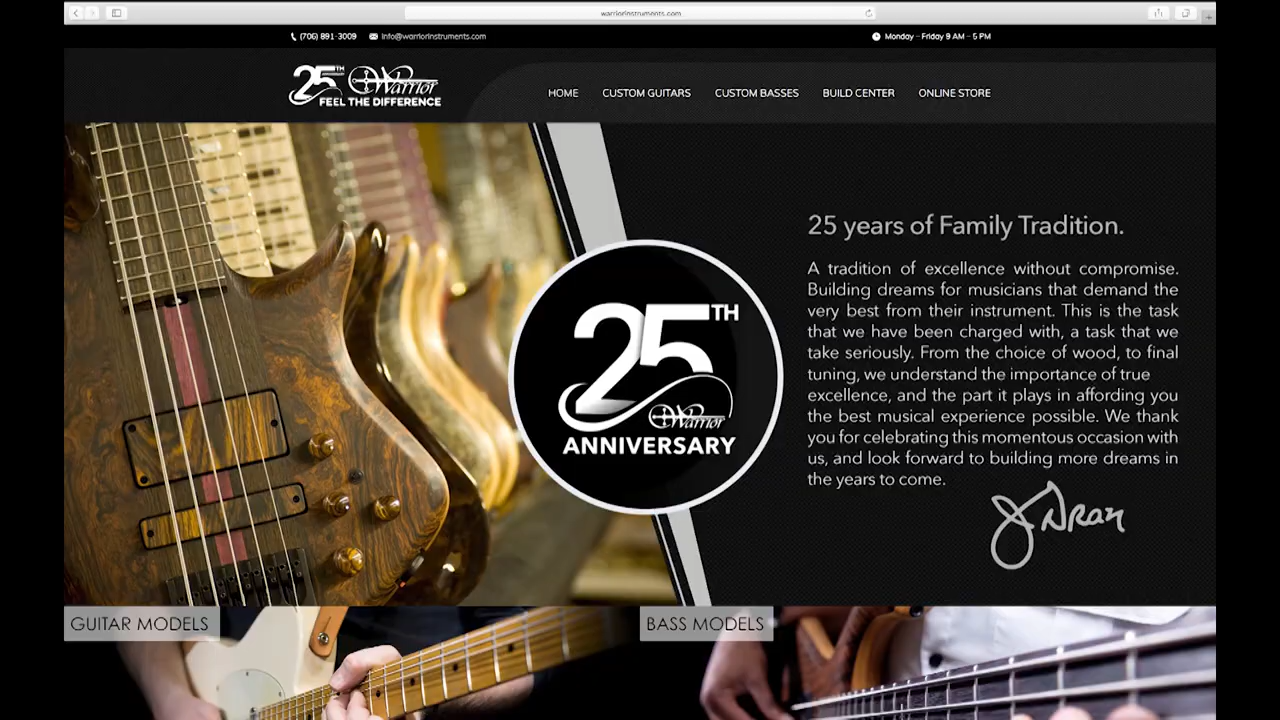 warriorinstruments.com
(706) 891-3009 info@warriorinstruments.com Monday - Friday 9 AM - 5 PM
25TH Warrior
FEEL THE DIFFERENCE
HOME CUSTOM GUITARS CUSTOM BASSES BUILD CENTER ONLINE STORE
25 years of Family Tradition.
A tradition of excellence without compromise.
Building dreams for musicians that demand the
very best from their instrument. This is the task
that we have been charged with, a task that we
take seriously. From the choice of wood, to final
tuning, we understand the importance of true
excellence, and the part it plays in affording you
the best musical experience possible. We thank
you for celebrating this momentous occasion with
us, and look forward to building more dreams in
the years to come.
25TH
Warrior
ANNIVERSARY
GUITAR MODELS BASS MODELS